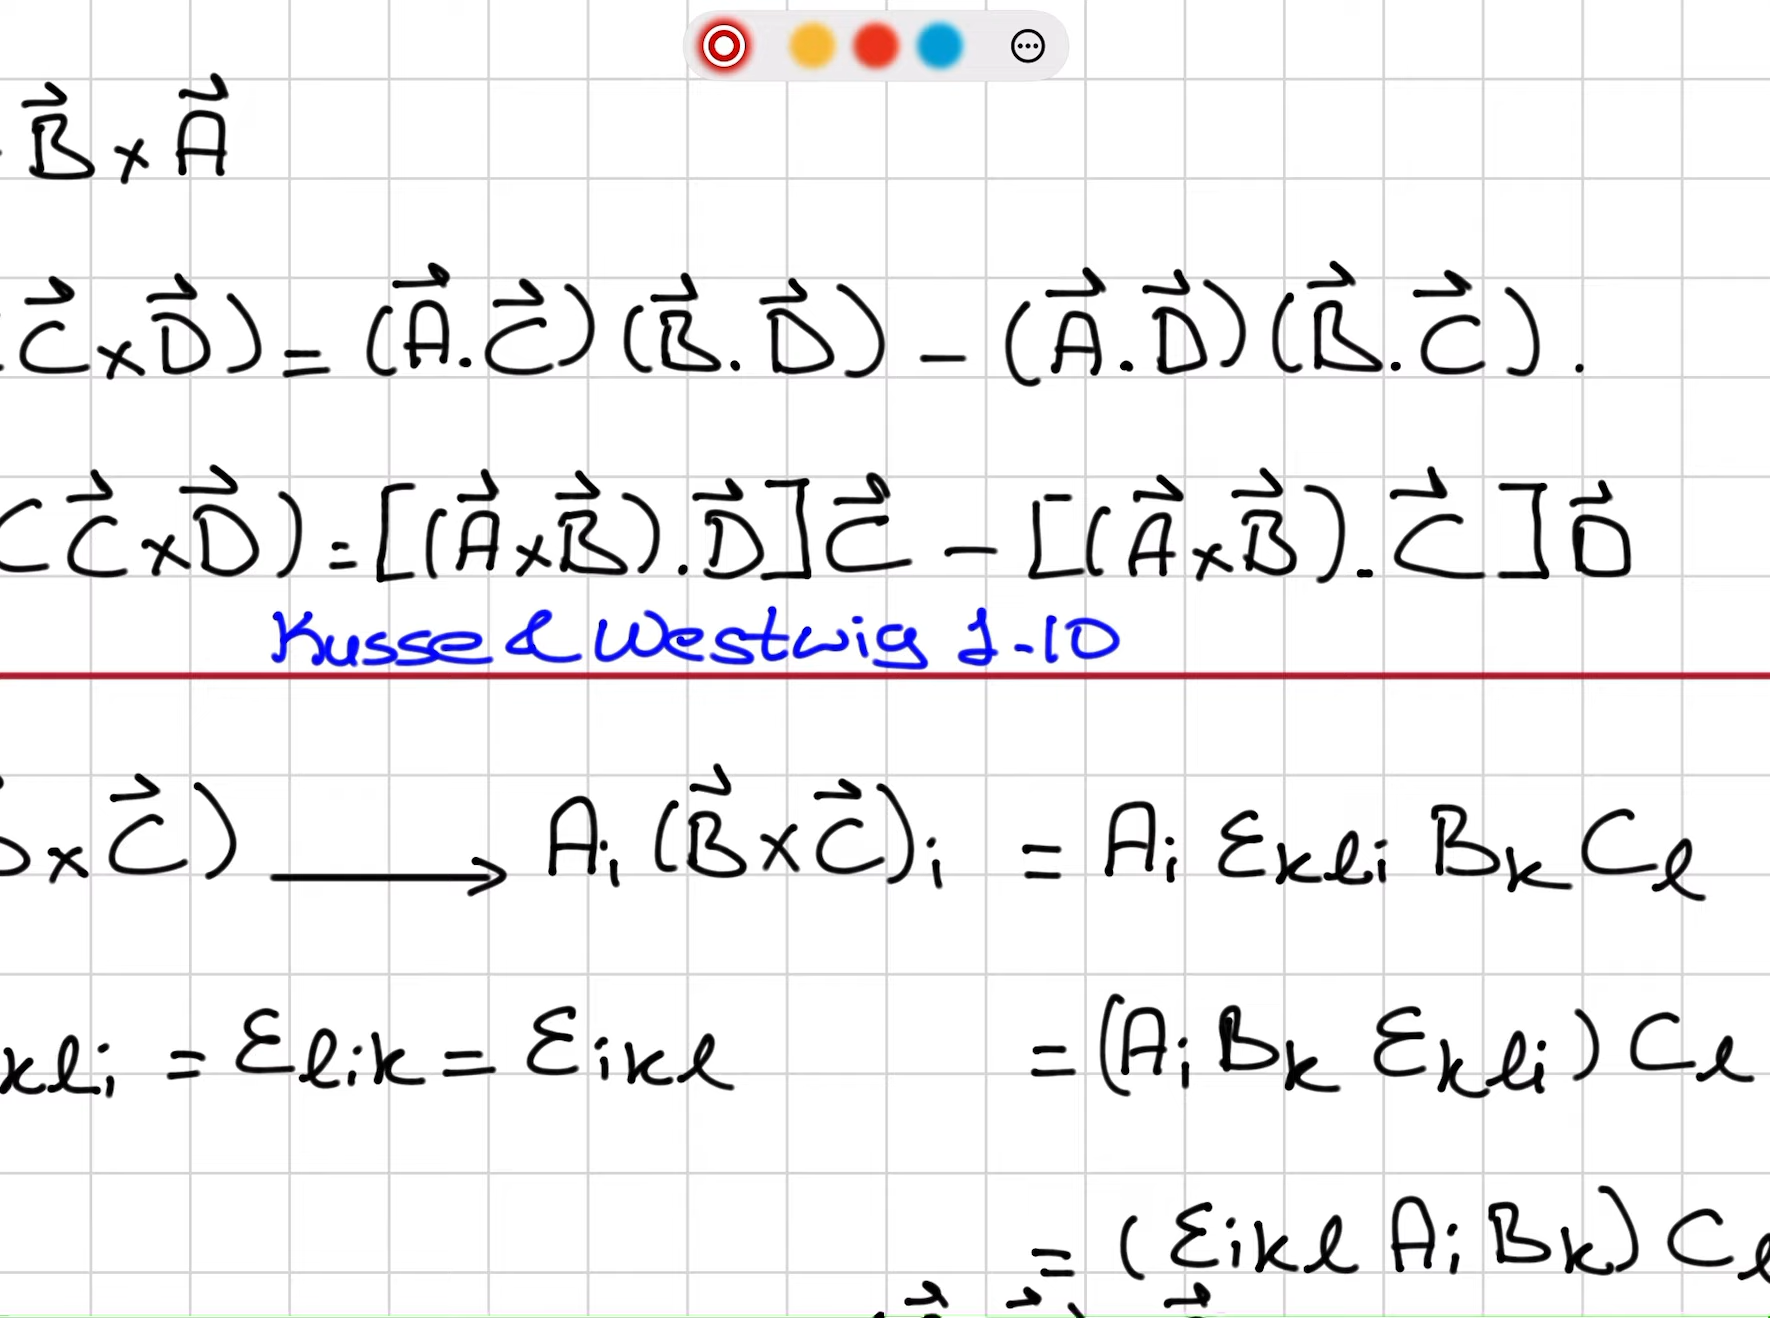 B⃗ × A⃗
C⃗ × D⃗) = (A⃗.C⃗)(B⃗.D⃗) − (A⃗.D⃗)(B⃗.C⃗).
(C⃗ × D⃗) = [(A⃗ × B⃗).D⃗]C⃗ − [(A⃗ × B⃗).C⃗]D⃗
Kusse & Westwig 1-10
× C⃗) ⟶ Aᵢ (B⃗ × C⃗)ᵢ = Aᵢ εₖₗᵢ Bₖ Cₗ
ₖₗᵢ = εₗᵢₖ = εᵢₖₗ = (Aᵢ Bₖ εₖₗᵢ) Cₗ
= (εᵢₖₗ Aᵢ Bₖ) Cₗ